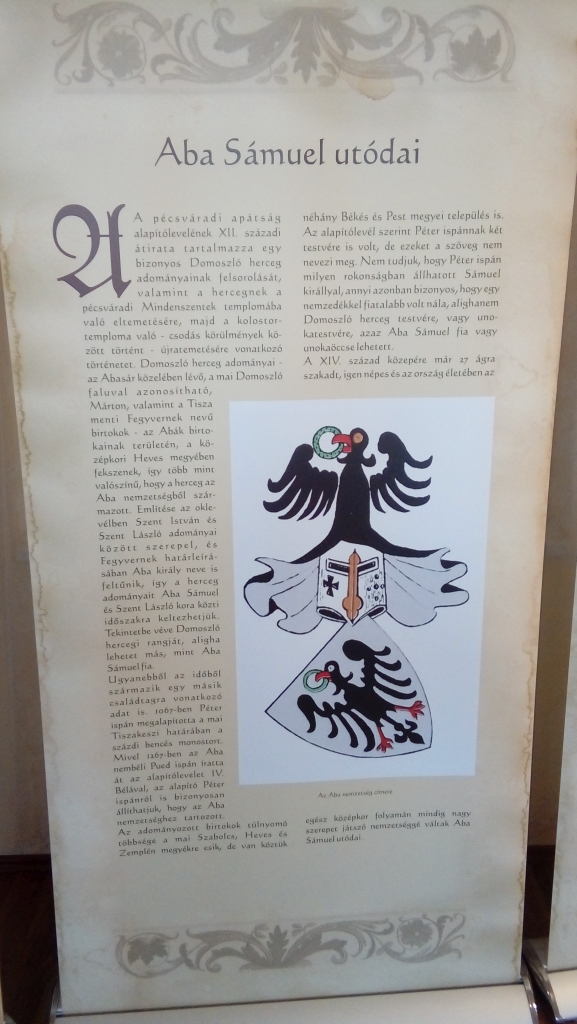 Aba Sámuel utódai
A A pécsváradi apátság
alapítólevelének XII. századi
átirata tartalmazza egy
bizonyos Domoszló herceg
adományainak felsorolását,
valamint a hercegnek a
pécsváradi Mindenszentek templomába
való eltemetésére, majd a kolostor-
templomba való - csodás körülmények kö-
zött történt - újratemetésére vonatkozó
történetet. Domoszló herceg adományai -
az Abasár közelében lévő, a mai Domoszló
faluval azonosítható,
Márton, valamint a Tisza
menti Fegyvernek nevű
birtokok - az Abák birto-
kainak területén, a kö-
zépkori Heves megyében
fekszenek, így több mint
valószínű, hogy a herceg az
Aba nemzetségből szár-
mazott. Említése az okle-
vélben Szent István és
Szent László adományai
között szerepel, és
Fegyvernek határleírá-
sában Aba király neve is
feltűnik, így a herceg
adományait Aba Sámuel
és Szent László kora közti
időszakra keltezhetjük.
Tekintetbe véve Domoszló
hercegi rangját, aligha
lehetet más, mint Aba
Sámuel fia.
Ugyanebből az időből
származik egy másik
családtagra vonatkozó
adat is. 1067-ben Péter
ispán megalapította a mai
Tiszakeszi határában a
százdi bencés monostort.
Mivel 1267-ben az Aba
nembéli Pued ispán íratta
át az alapítólevelet IV.
Bélával, az alapító Péter
ispánról is bizonyosan
állíthatjuk, hogy az Aba
nemzetséghez tartozott.
Az adományozott birtokok túlnyomó
többsége a mai Szabolcs, Heves és
Zemplén megyékre esik, de van köztük
néhány Békés és Pest megyei település is.
Az alapítólevél szerint Péter ispánnak két
testvére is volt, de ezeket a szöveg nem
nevezi meg. Nem tudjuk, hogy Péter ispán
milyen rokonságban állhatott Sámuel
királlyal, annyi azonban bizonyos, hogy egy
nemzedékkel fiatalabb volt nála, alighanem
Domoszló herceg testvére, vagy uno-
katestvére, azaz Aba Sámuel fia vagy
unokaöccse lehetett.
A XIV. század közepére már 27 ágra
szakadt, igen népes és az ország életében az
Az Aba nemzetség címere
egész középkor folyamán mindig nagy
szerepet játszó nemzetséggé váltak Aba
Sámuel utódai